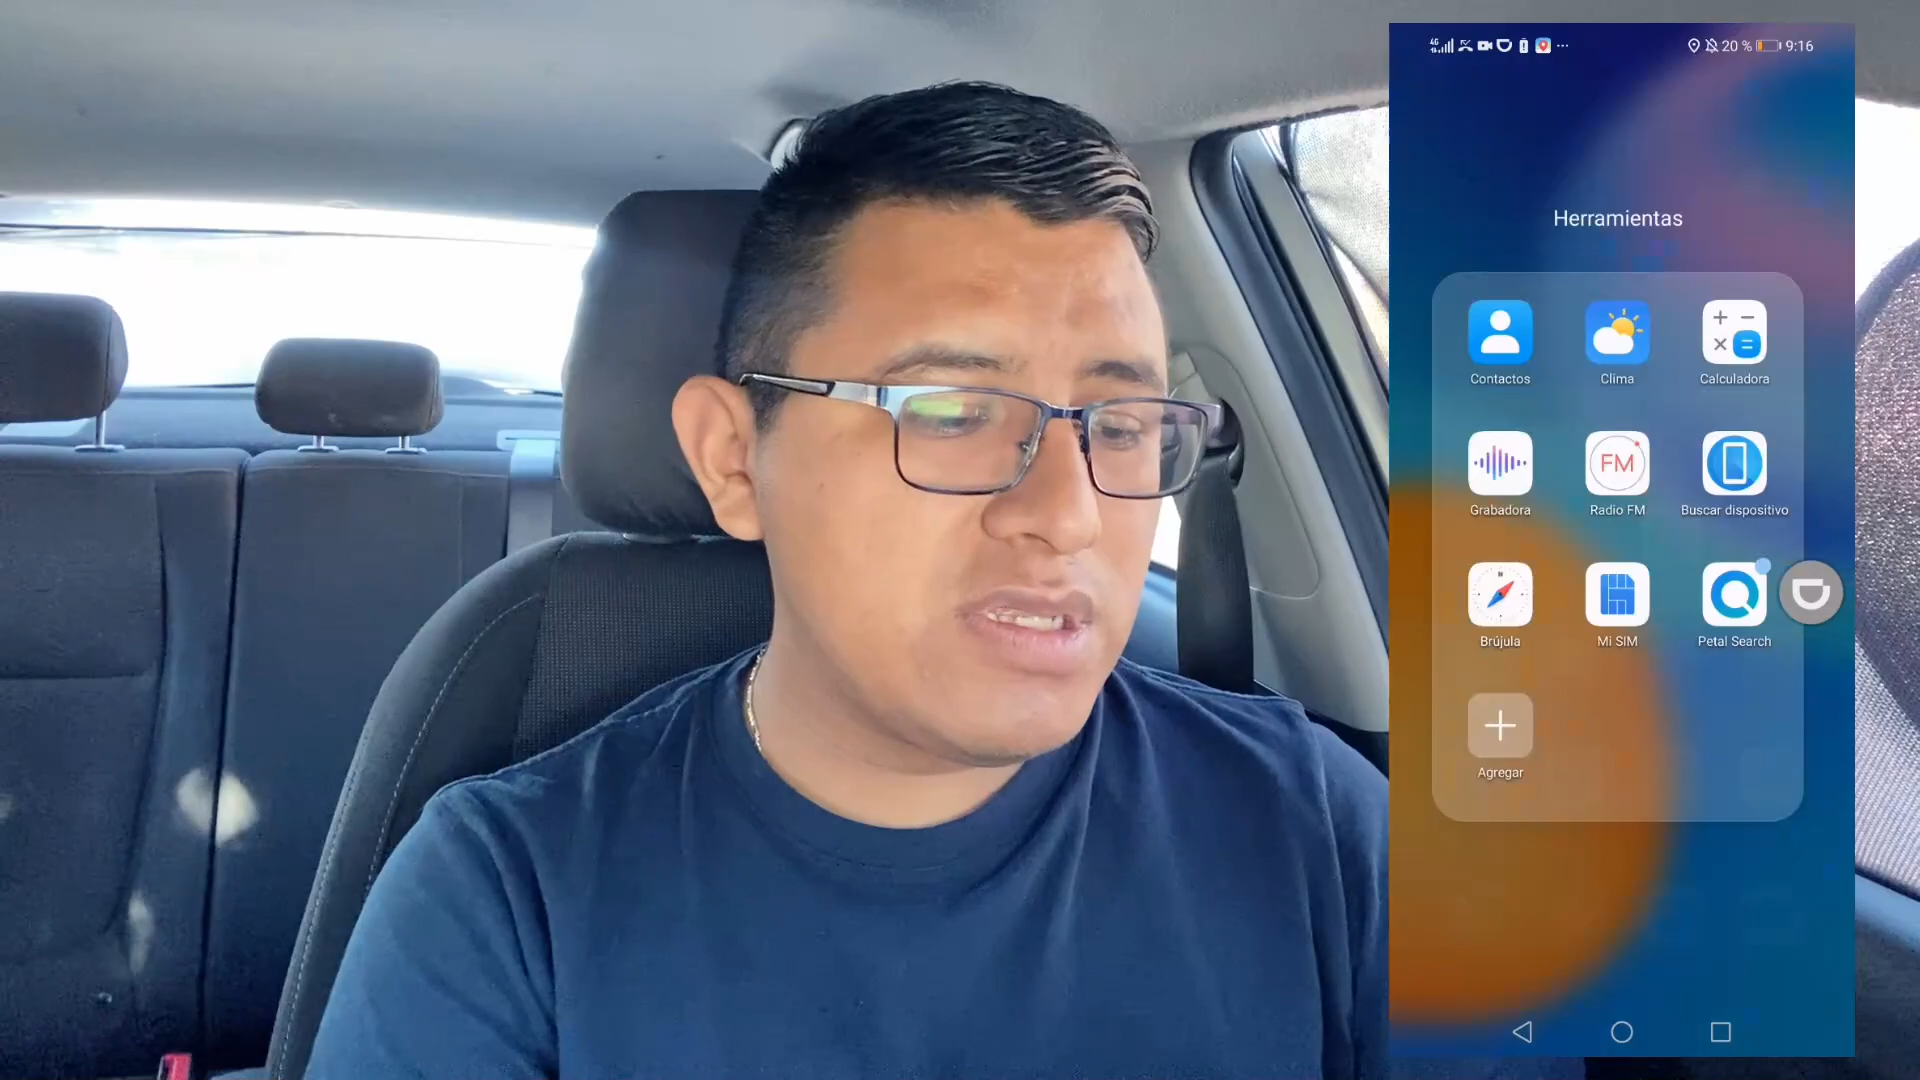 4G
20 %
9:16
Herramientas
Contactos
Clima
Calculadora
Grabadora
FM
Radio FM
Buscar dispositivo
Brújula
Mi SIM
Petal Search
Agregar